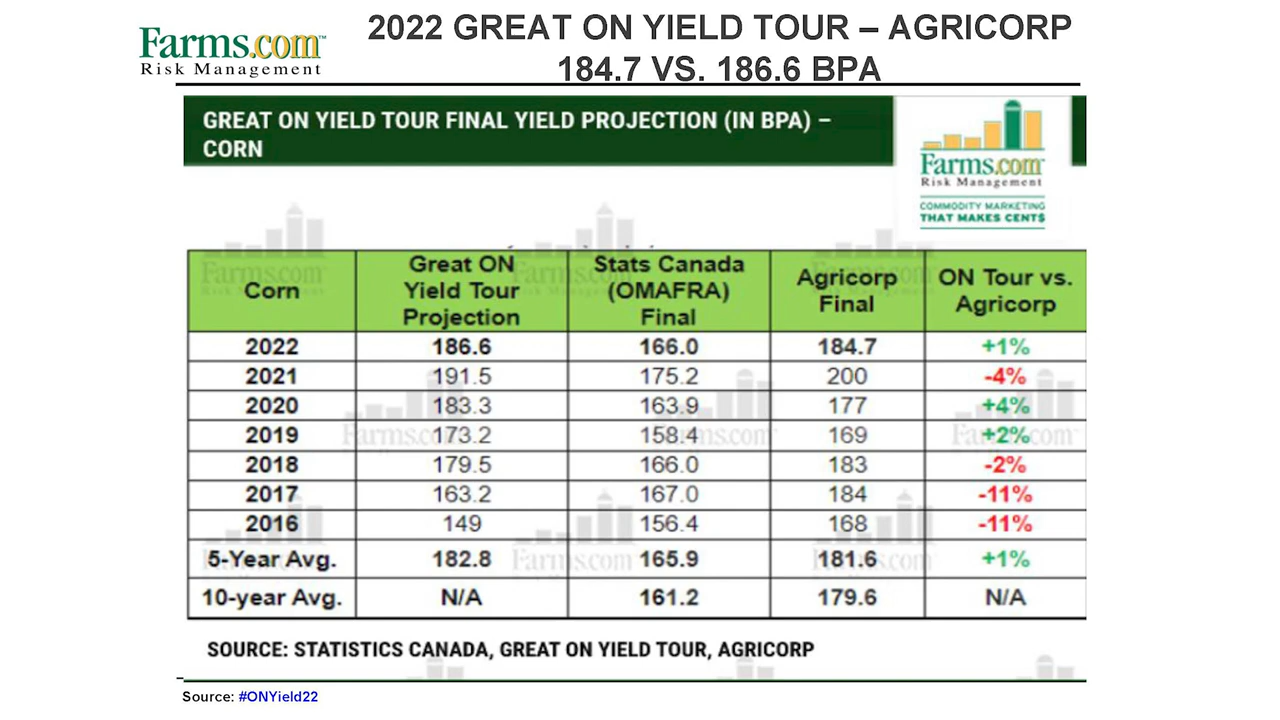 Farms.com™
Risk Management
2022 GREAT ON YIELD TOUR – AGRICORP
184.7 VS. 186.6 BPA
GREAT ON YIELD TOUR FINAL YIELD PROJECTION (IN BPA) –
CORN
Farms.com
Risk Management
COMMODITY MARKETING
THAT MAKES CENT$
Corn | Great ON Yield Tour Projection | Stats Canada (OMAFRA) Final | Agricorp Final | ON Tour vs. Agricorp
2022 | 186.6 | 166.0 | 184.7 | +1%
2021 | 191.5 | 175.2 | 200 | -4%
2020 | 183.3 | 163.9 | 177 | +4%
2019 | 173.2 | 158.4 | 169 | +2%
2018 | 179.5 | 166.0 | 183 | -2%
2017 | 163.2 | 167.0 | 184 | -11%
2016 | 149 | 156.4 | 168 | -11%
5-Year Avg. | 182.8 | 165.9 | 181.6 | +1%
10-year Avg. | N/A | 161.2 | 179.6 | N/A
SOURCE: STATISTICS CANADA, GREAT ON YIELD TOUR, AGRICORP
Source: #ONYield22